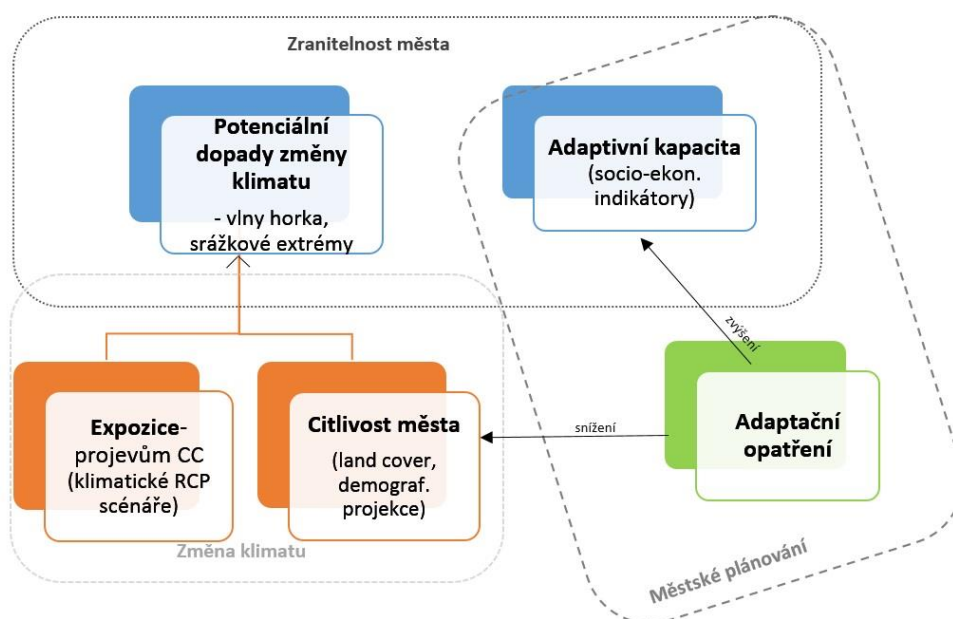 Zranitelnost města
Potenciální
dopady změny
klimatu
- vlny horka,
srážkové extrémy
Adaptivní kapacita
(socio-ekon.
indikátory)
zvýšení
Expozice-
projevům CC
(klimatické RCP
scénáře)
Citlivost města
(land cover,
demograf.
projekce)
snížení
Adaptační
opatření
Změna klimatu
Městské plánování